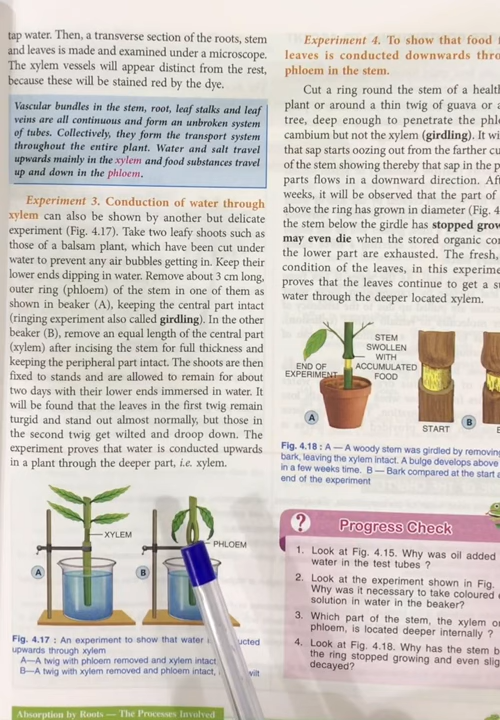 tap water. Then, a transverse section of the roots, stem
and leaves is made and examined under a microscope.
The xylem vessels will appear distinct from the rest,
because these will be stained red by the dye.
Vascular bundles in the stem, root, leaf stalks and leaf
veins are all continuous and form an unbroken system
of tubes. Collectively, they form the transport system
throughout the entire plant. Water and salt travel
upwards mainly in the xylem and food substances travel
up and down in the phloem.
Experiment 3. Conduction of water through
xylem can also be shown by another but delicate
experiment (Fig. 4.17). Take two leafy shoots such as
those of a balsam plant, which have been cut under
water to prevent any air bubbles getting in. Keep their
lower ends dipping in water. Remove about 3 cm long,
outer ring (phloem) of the stem in one of them as
shown in beaker (A), keeping the central part intact
(ringing experiment also called girdling). In the other
beaker (B), remove an equal length of the central part
(xylem) after incising the stem for full thickness and
keeping the peripheral part intact. The shoots are then
fixed to stands and are allowed to remain for about
two days with their lower ends immersed in water. It
will be found that the leaves in the first twig remain
turgid and stand out almost normally, but those in
the second twig get wilted and droop down. The
experiment proves that water is conducted upwards
in a plant through the deeper part, i.e. xylem.
XYLEM
PHLOEM
A
B
Fig. 4.17 : An experiment to show that water
upwards through xylem
A—A twig with phloem removed and xylem intact
B—A twig with xylem removed and phloem intact,
Absorption by Roots — The Processes Involved
Experiment 4. To show that food
leaves is conducted downwards
phloem in the stem.
Cut a ring round the stem of a
plant or around a thin twig of guava or
tree, deep enough to penetrate the
cambium but not the xylem (girdling). It
that sap starts oozing out from the farther
of the stem showing thereby that sap in the
parts flows in a downward direction.
weeks, it will be observed that the part of
above the ring has grown in diameter (Fig.
the stem below the girdle has stopped
may even die when the stored organic
the lower part are exhausted. The fresh,
condition of the leaves, in this
proves that the leaves continue to get a
water through the deeper located xylem.
END OF
EXPERIMENT
STEM
SWOLLEN
WITH
ACCUMULATED
FOOD
A
START
B
Fig. 4.18 : A — A woody stem was girdled by removing
bark, leaving the xylem intact. A bulge develops above
in a few weeks time. B — Bark compared at the start
end of the experiment
? Progress Check
1. Look at Fig. 4.15. Why was oil added
water in the test tubes ?
2. Look at the experiment shown in Fig.
Why was it necessary to take coloured
solution in water in the beaker?
3. Which part of the stem, the xylem or
phloem, is located deeper internally ?
4. Look at Fig. 4.18. Why has the stem
the ring stopped growing and even
decayed?